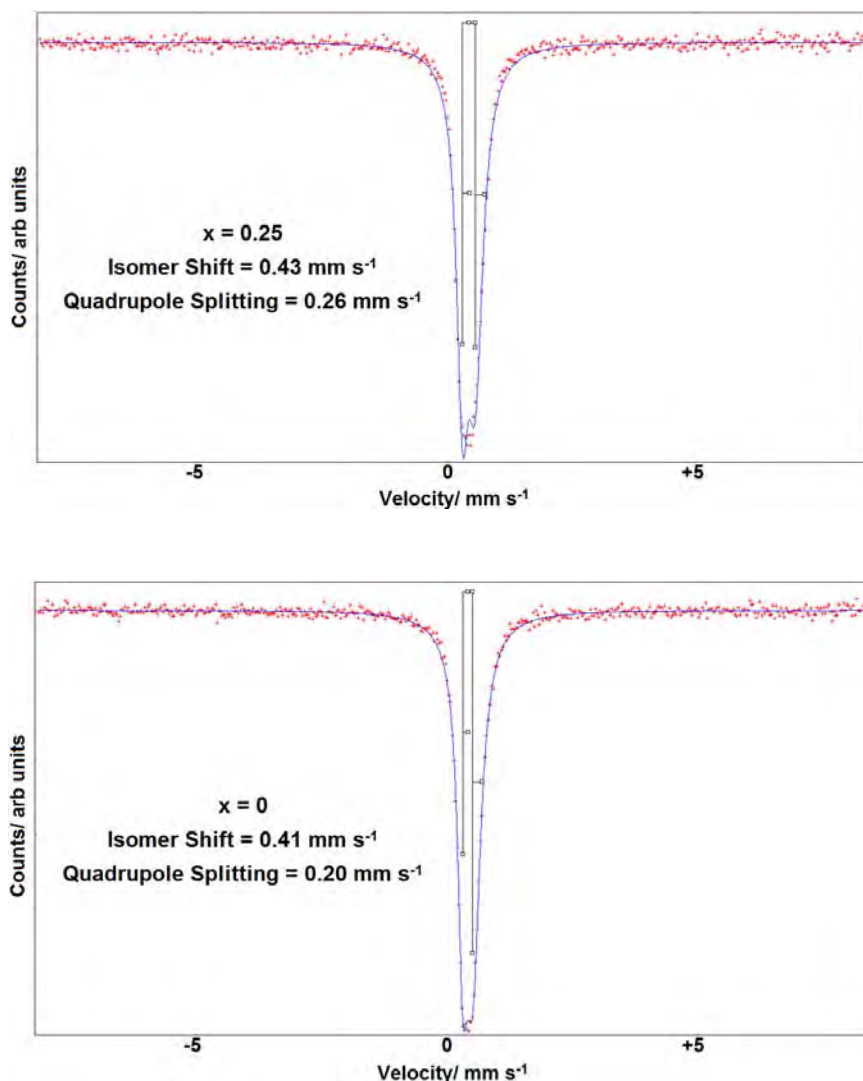 Counts/ arb units
x = 0.25
Isomer Shift = 0.43 mm s⁻¹
Quadrupole Splitting = 0.26 mm s⁻¹
-5 0 +5
Velocity/ mm s⁻¹
Counts/ arb units
x = 0
Isomer Shift = 0.41 mm s⁻¹
Quadrupole Splitting = 0.20 mm s⁻¹
-5 0 +5
Velocity/ mm s⁻¹